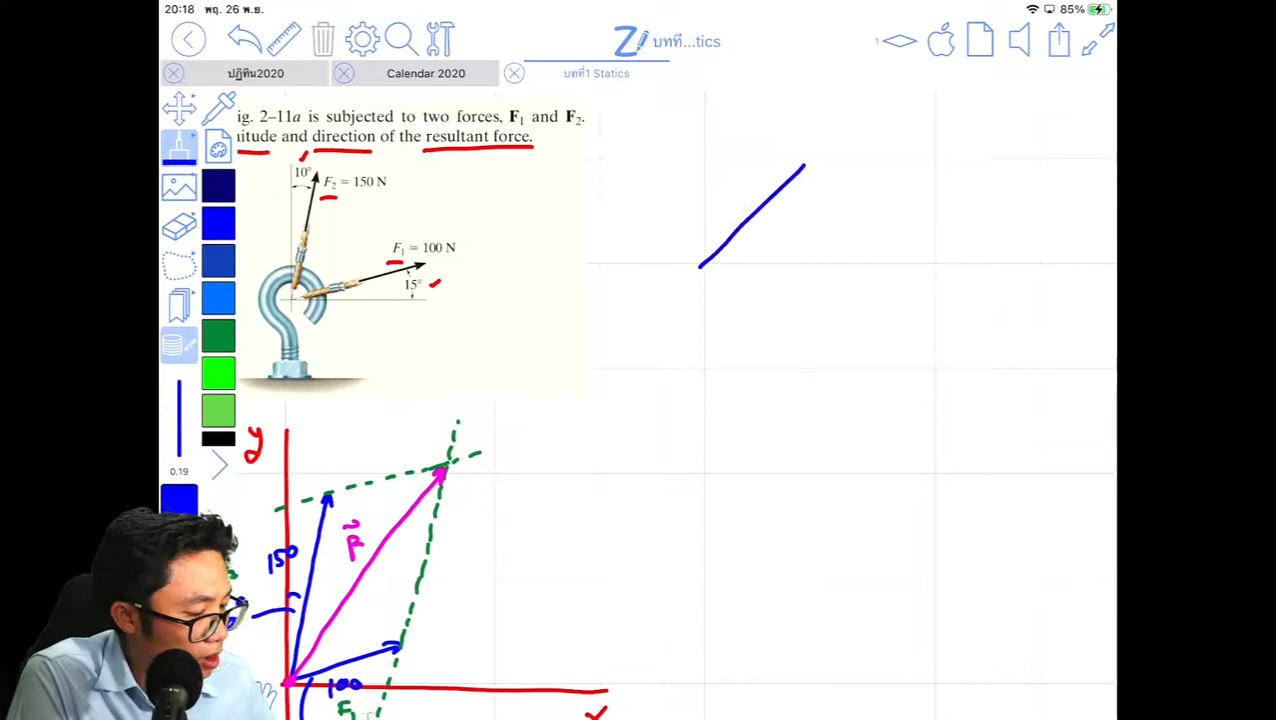 20:18 พฤ. 26 พ.ย.
85%
Z บทที่...tics
1
ปฏิทิน2020
Calendar 2020
บทที่1 Statics
ig. 2–11a is subjected to two forces, F₁ and F₂.
itude and direction of the resultant force.
10°
F₂ = 150 N
F₁ = 100 N
15°
0.19
y
150
F
100
F₁
x